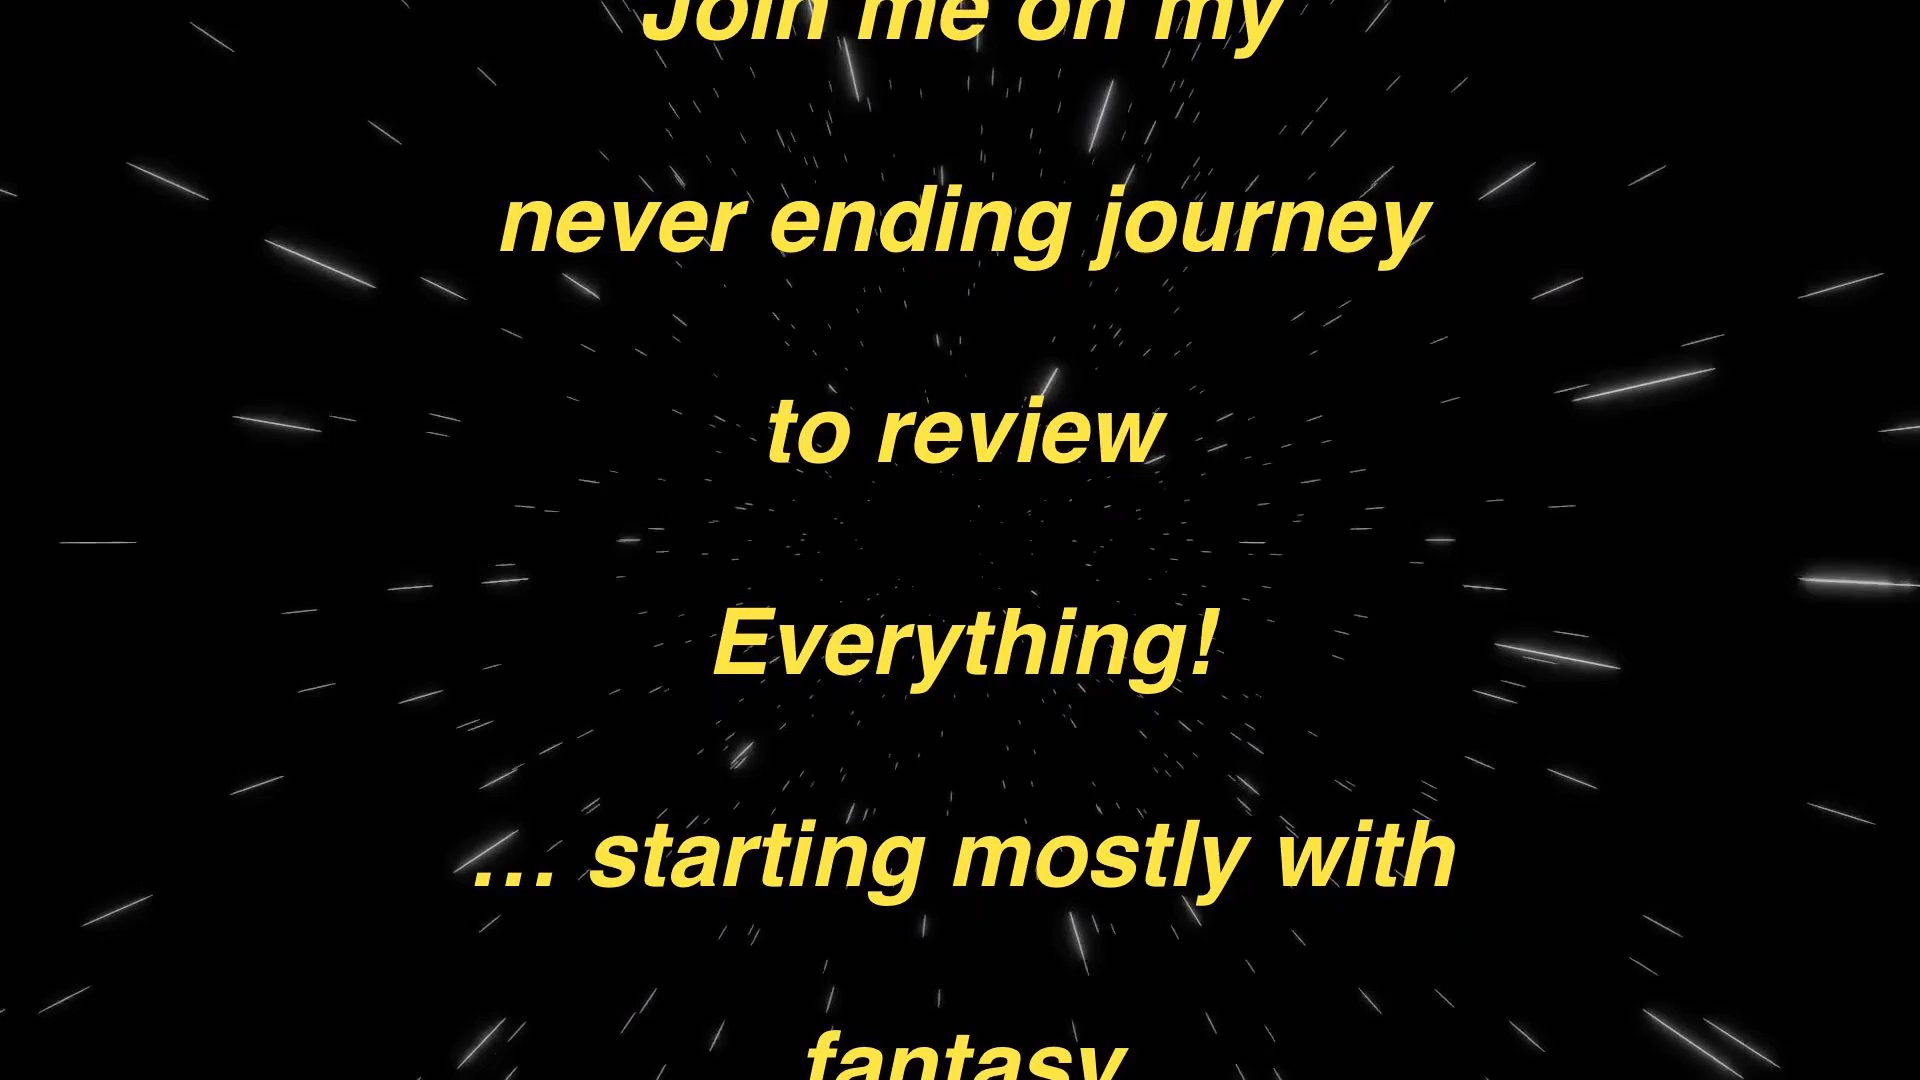 Join me on my
never ending journey
to review
Everything!
... starting mostly with
fantasy